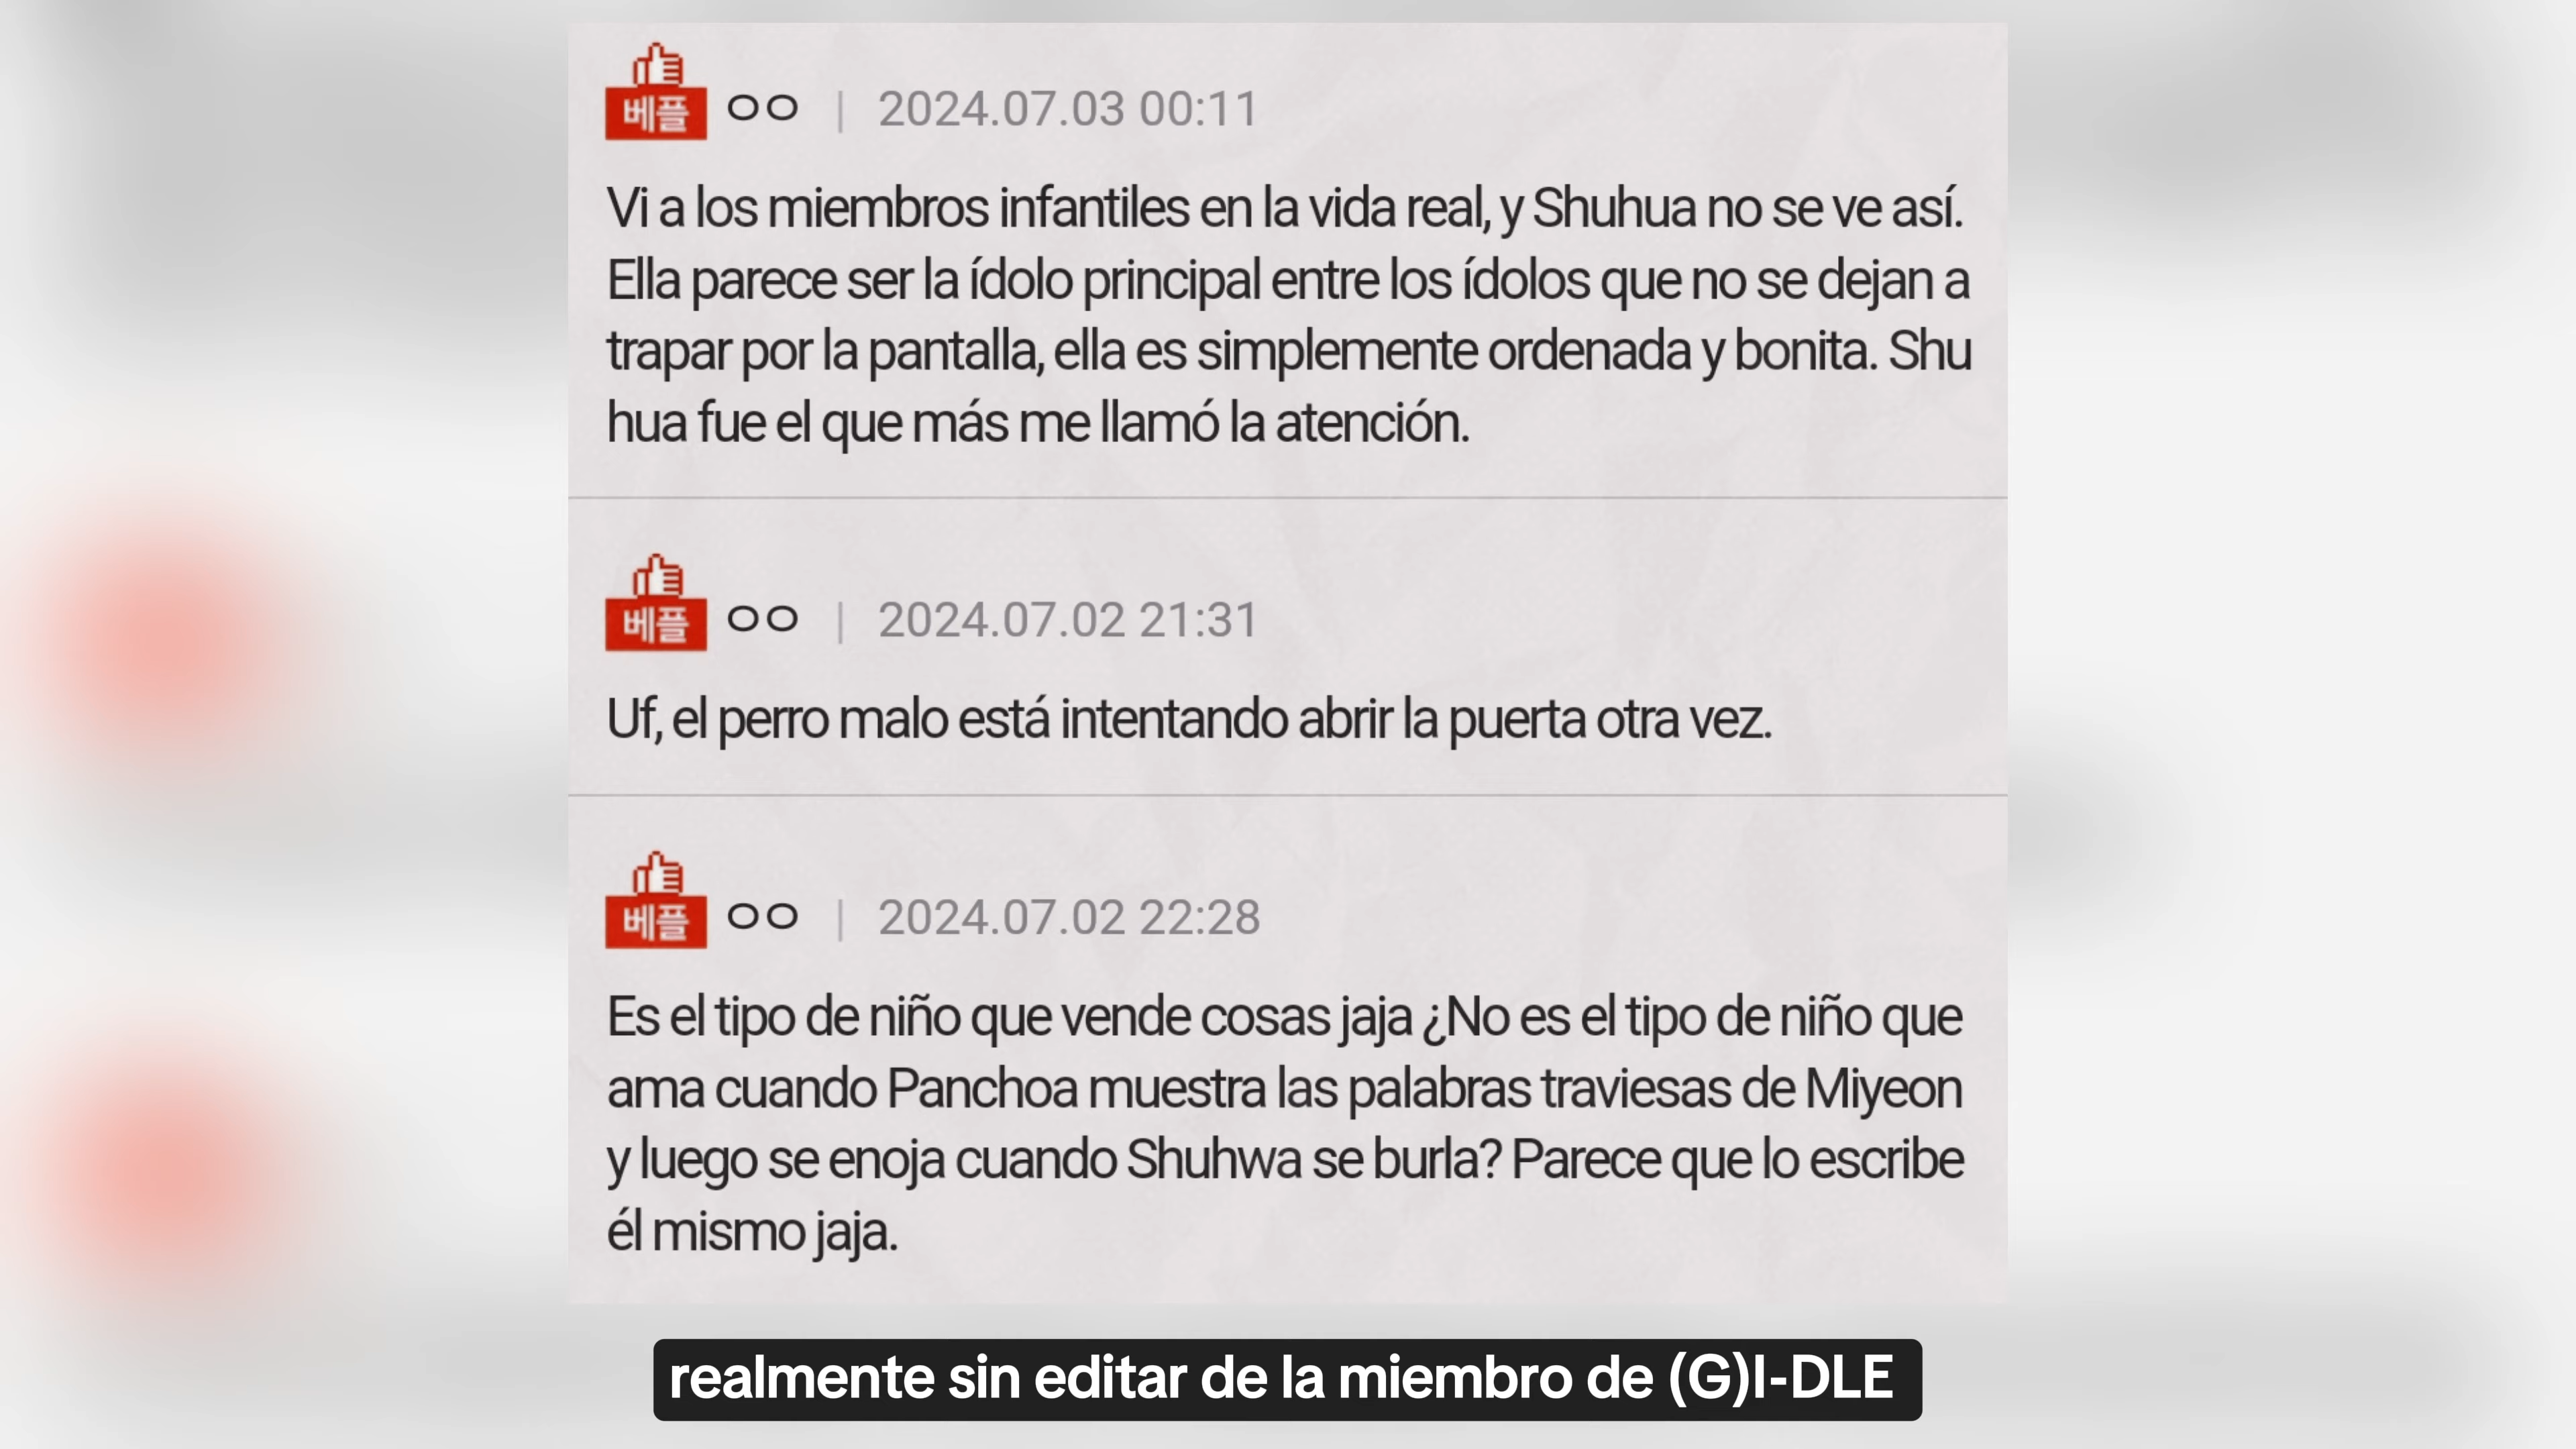 베플 ㅇㅇ | 2024.07.03 00:11
Vi a los miembros infantiles en la vida real, y Shuhua no se ve así.
Ella parece ser la ídolo principal entre los ídolos que no se dejan a
trapar por la pantalla, ella es simplemente ordenada y bonita. Shu
hua fue el que más me llamó la atención.
베플 ㅇㅇ | 2024.07.02 21:31
Uf, el perro malo está intentando abrir la puerta otra vez.
베플 ㅇㅇ | 2024.07.02 22:28
Es el tipo de niño que vende cosas jaja ¿No es el tipo de niño que
ama cuando Panchoa muestra las palabras traviesas de Miyeon
y luego se enoja cuando Shuhwa se burla? Parece que lo escribe
él mismo jaja.
realmente sin editar de la miembro de (G)I-DLE